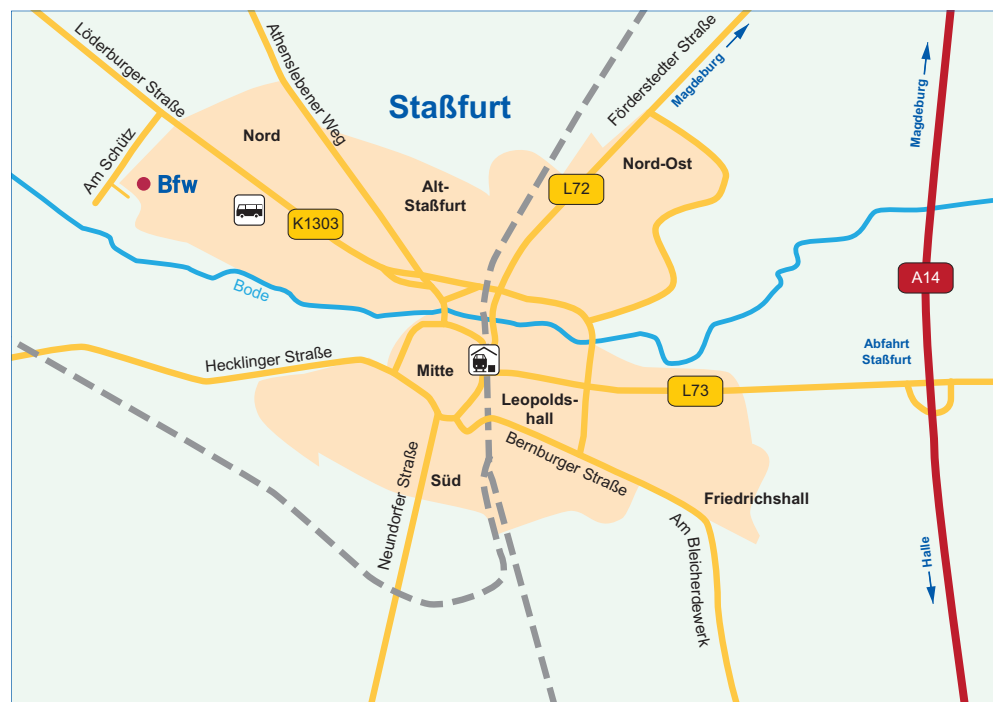 Löderburger Straße
Athenslebener Weg
Förderstedter Straße
Magdeburg
Magdeburg
Staßfurt
Nord
Nord-Ost
Am Schütz
Bfw
Alt-
Staßfurt
L72
K1303
A14
Bode
Abfahrt
Staßfurt
Hecklinger Straße
Mitte
L73
Leopolds-
hall
Bernburger Straße
Süd
Friedrichshall
Neundorfer Straße
Am Bleicherdewerk
Halle